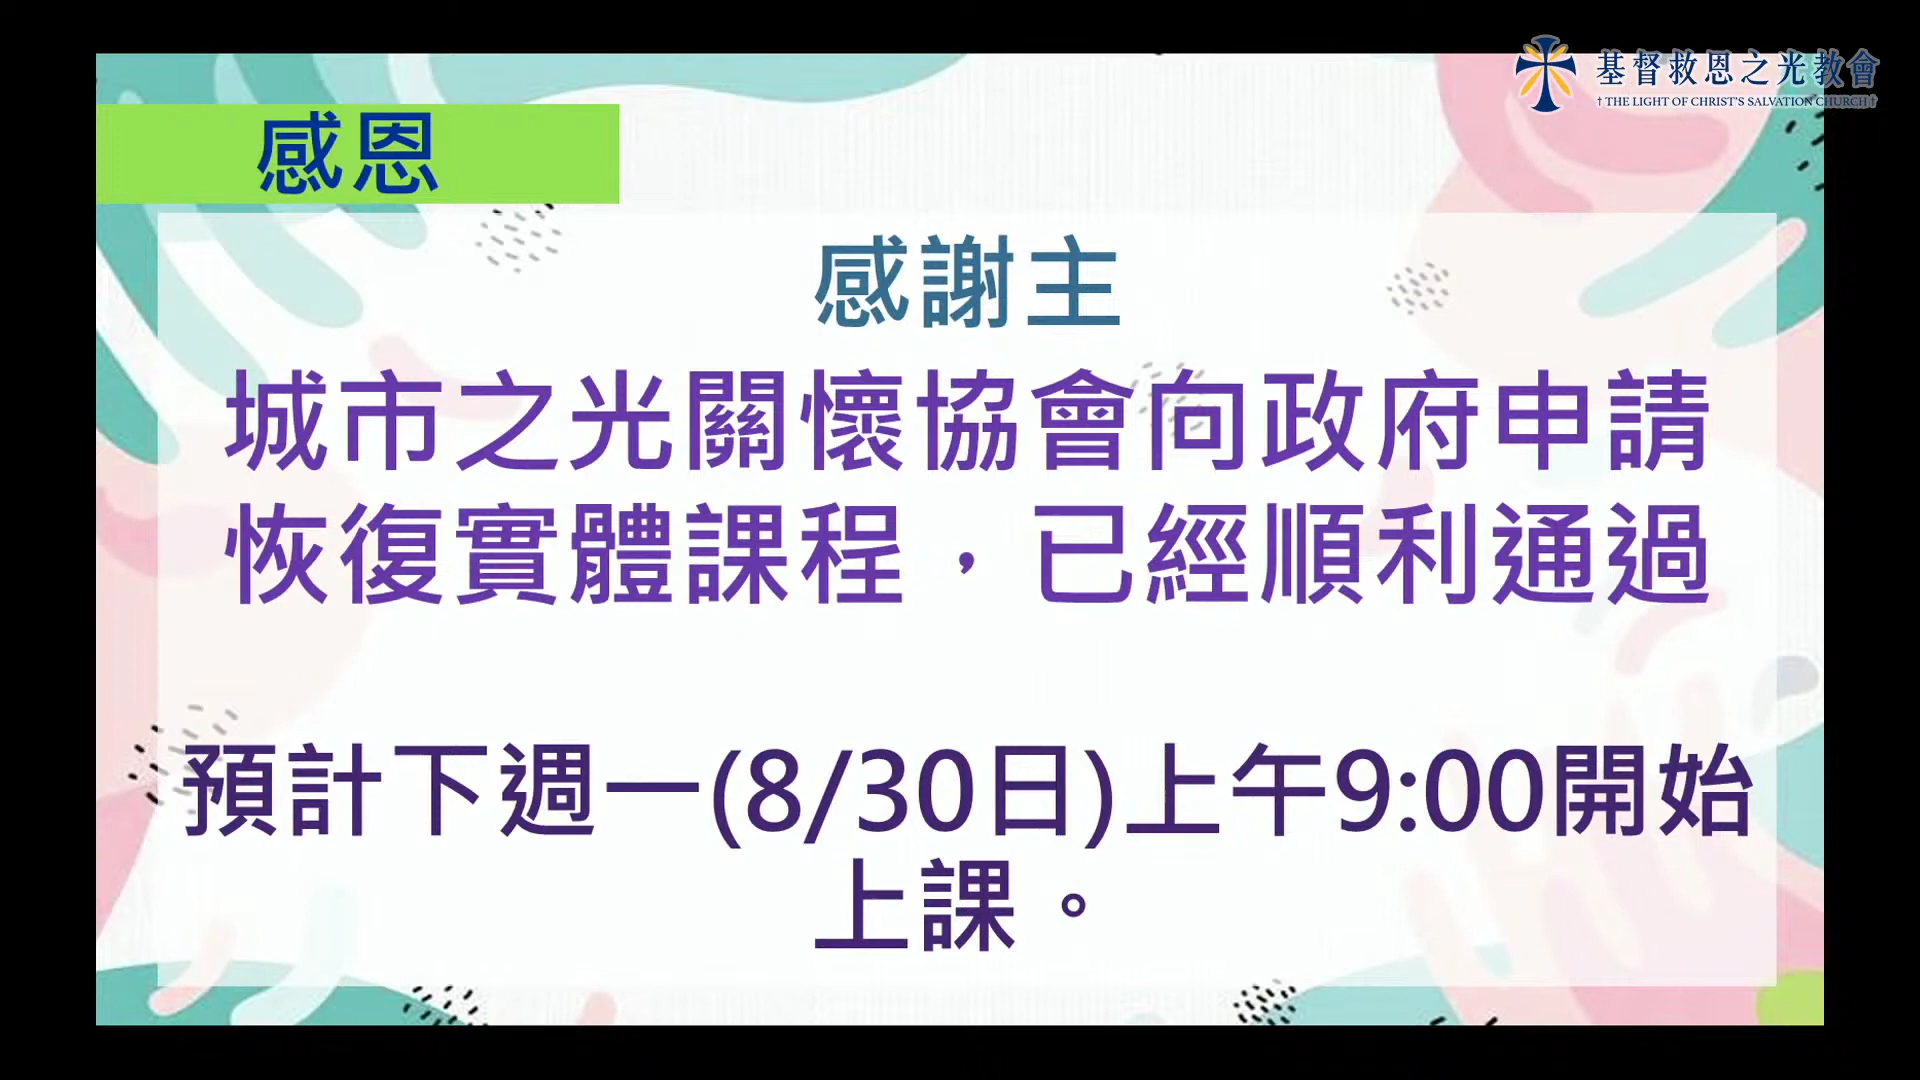 基督救恩之光教會
†THE LIGHT OF CHRIST'S SALVATION CHURCH†
感恩
感謝主
城市之光關懷協會向政府申請
恢復實體課程，已經順利通過
預計下週一(8/30日)上午9:00開始
上課。